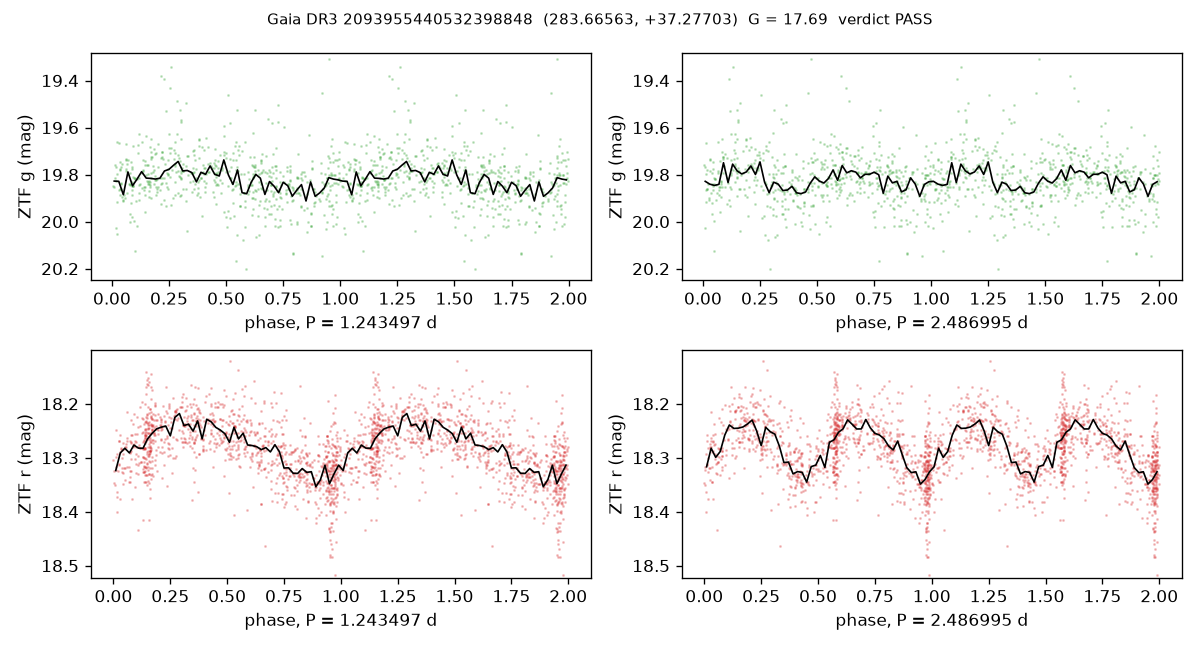 Gaia DR3 2093955440532398848 (283.66563, +37.27703) G = 17.69 verdict PASS
ZTF g (mag)
19.4
19.6
19.8
20.0
20.2
0.00 0.25 0.50 0.75 1.00 1.25 1.50 1.75 2.00
phase, P = 1.243497 d
ZTF g (mag)
19.4
19.6
19.8
20.0
20.2
0.00 0.25 0.50 0.75 1.00 1.25 1.50 1.75 2.00
phase, P = 2.486995 d
ZTF r (mag)
18.2
18.3
18.4
18.5
0.00 0.25 0.50 0.75 1.00 1.25 1.50 1.75 2.00
phase, P = 1.243497 d
ZTF r (mag)
18.2
18.3
18.4
18.5
0.00 0.25 0.50 0.75 1.00 1.25 1.50 1.75 2.00
phase, P = 2.486995 d